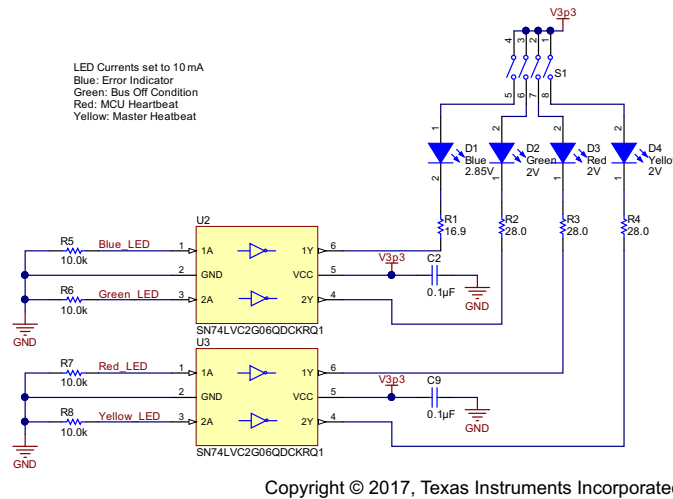 V3p3
LED Currents set to 10 mA
Blue: Error Indicator
Green: Bus Off Condition
Red: MCU Heartbeat
Yellow: Master Heatbeat
4 3 2 1
S1
5 6 7 8
1 2 2 2
D1 Blue 2.85V
D2 Green 2V
D3 Red 2V
D4 Yello 2V
2 1 1 1
R1 16.9
R2 28.0
R3 28.0
R4 28.0
U2
R5 10.0k
Blue_LED
1 1A 1Y 6
2 GND VCC 5
R6 10.0k
Green_LED
3 2A 2Y 4
V3p3
C2
0.1µF
GND
GND
SN74LVC2G06QDCKRQ1
U3
R7 10.0k
Red_LED
1 1A 1Y 6
2 GND VCC 5
R8 10.0k
Yellow_LED
3 2A 2Y 4
V3p3
C9
0.1µF
GND
GND
SN74LVC2G06QDCKRQ1
Copyright © 2017, Texas Instruments Incorporate